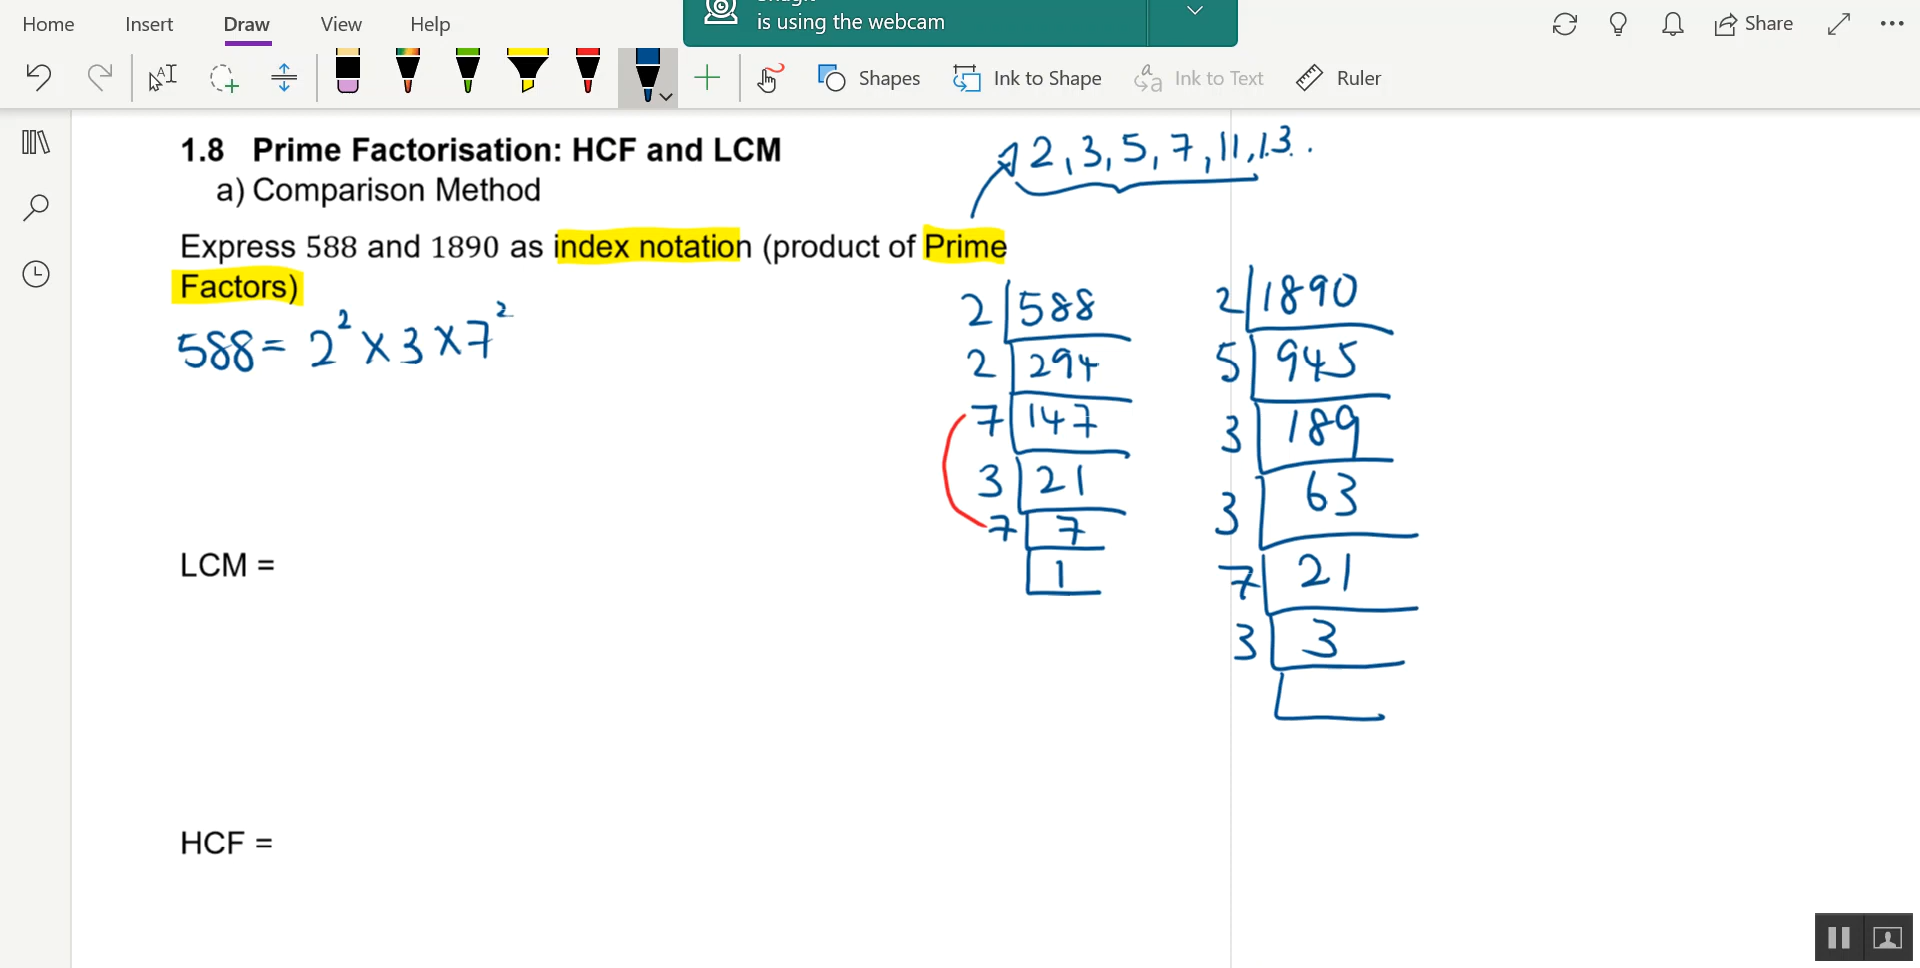 Home Insert Draw View Help
is using the webcam
Share
Shapes Ink to Shape Ink to Text Ruler
1.8 Prime Factorisation: HCF and LCM
2, 3, 5, 7, 11, 13..
a) Comparison Method
Express 588 and 1890 as index notation (product of Prime
Factors)
588 = 2² × 3 × 7²
2 588
2 294
7 147
3 21
7 7
1
2 1890
5 945
3 189
3 63
7 21
3 3
LCM =
HCF =